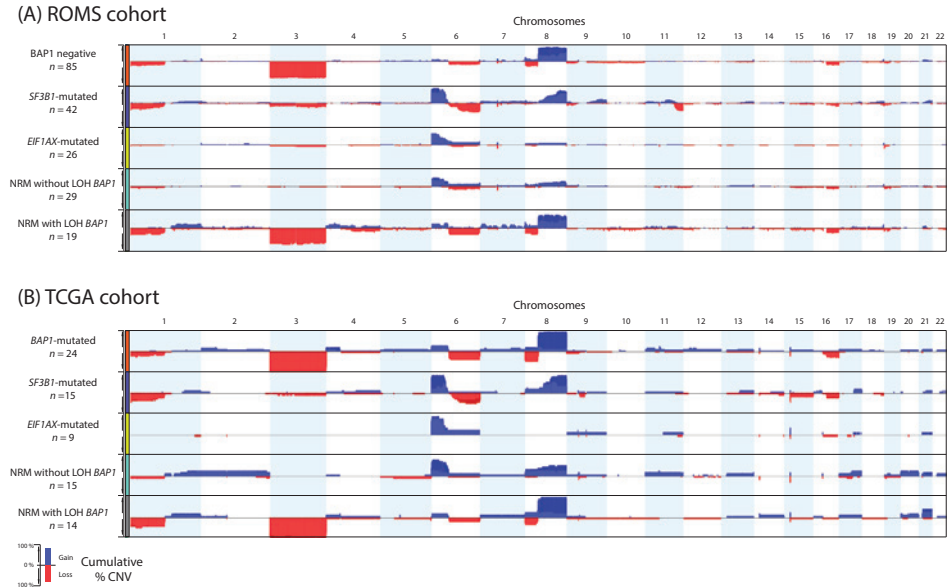 (A) ROMS cohort
Chromosomes
1 2 3 4 5 6 7 8 9 10 11 12 13 14 15 16 17 18 19 20 21 22
BAP1 negative
n = 85
SF3B1-mutated
n = 42
EIF1AX-mutated
n = 26
NRM without LOH BAP1
n = 29
NRM with LOH BAP1
n = 19
(B) TCGA cohort
Chromosomes
1 2 3 4 5 6 7 8 9 10 11 12 13 14 15 16 17 18 19 20 21 22
BAP1-mutated
n = 24
SF3B1-mutated
n =15
EIF1AX-mutated
n = 9
NRM without LOH BAP1
n = 15
NRM with LOH BAP1
n = 14
100 %
Gain
0 %
Loss
100 %
Cumulative
% CNV